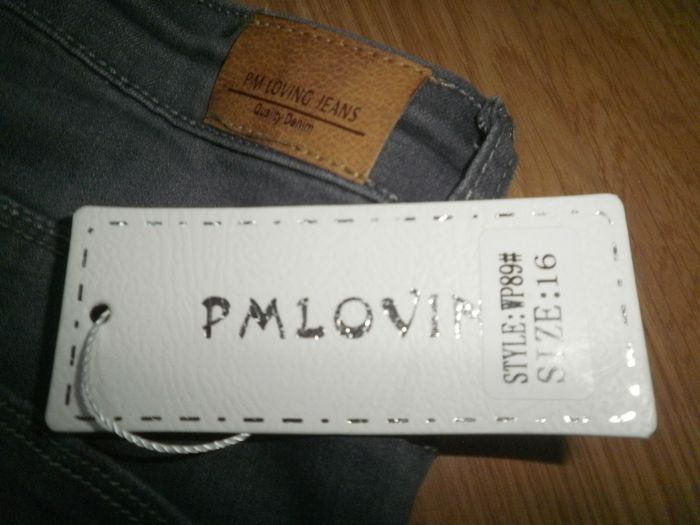 PM·LOVING JEANS
Quality Denim
PMLOVIN
STYLE:WP89#
SIZE:16